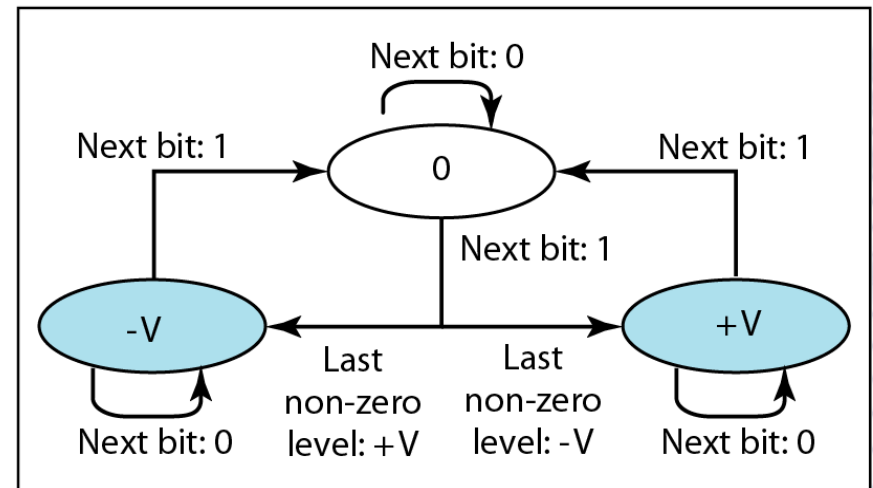 Next bit: 0
Next bit: 1
Next bit: 1
0
Next bit: 1
-V
+V
Last
non-zero
level: +V
Last
non-zero
level: -V
Next bit: 0
Next bit: 0